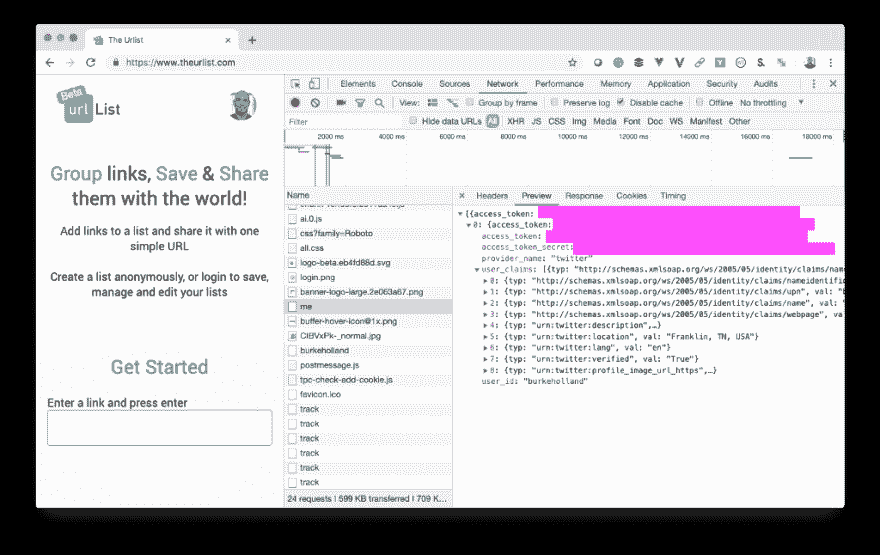 The Urlist
https://www.theurlist.com
Beta
url List
Group links, Save & Share
them with the world!
Add links to a list and share it with one
simple URL
Create a list anonymously, or login to save,
manage and edit your lists
Get Started
Enter a link and press enter
Elements Console Sources Network Performance Memory Application Security Audits
View: Group by frame Preserve log Disable cache Offline No throttling
Filter Hide data URLs All XHR JS CSS Img Media Font Doc WS Manifest Other
2000 ms 4000 ms 6000 ms 8000 ms 10000 ms 12000 ms 14000 ms 16000 ms 18000 ms
Name
ai.0.js
css?family=Roboto
all.css
logo-beta.eb4fd88d.svg
login.png
banner-logo-large.2e063a67.png
me
buffer-hover-icon@1x.png
CIBVxPk-_normal.jpg
burkeholland
postmessage.js
tpc-check-add-cookie.js
favicon.ico
track
track
track
track
track
track
24 requests | 599 KB transferred | 709 K...
Headers Preview Response Cookies Timing
[{access_token:
0: {access_token:
access_token:
access_token_secret:
provider_name: "twitter"
user_claims: [{typ: "http://schemas.xmlsoap.org/ws/2005/05/identity/claims/name
0: {typ: "http://schemas.xmlsoap.org/ws/2005/05/identity/claims/nameidentifi
1: {typ: "http://schemas.xmlsoap.org/ws/2005/05/identity/claims/upn", val: "
2: {typ: "http://schemas.xmlsoap.org/ws/2005/05/identity/claims/name", val: "
3: {typ: "http://schemas.xmlsoap.org/ws/2005/05/identity/claims/webpage", va
4: {typ: "urn:twitter:description",…}
5: {typ: "urn:twitter:location", val: "Franklin, TN, USA"}
6: {typ: "urn:twitter:lang", val: "en"}
7: {typ: "urn:twitter:verified", val: "True"}
8: {typ: "urn:twitter:profile_image_url_https",…}
user_id: "burkeholland"